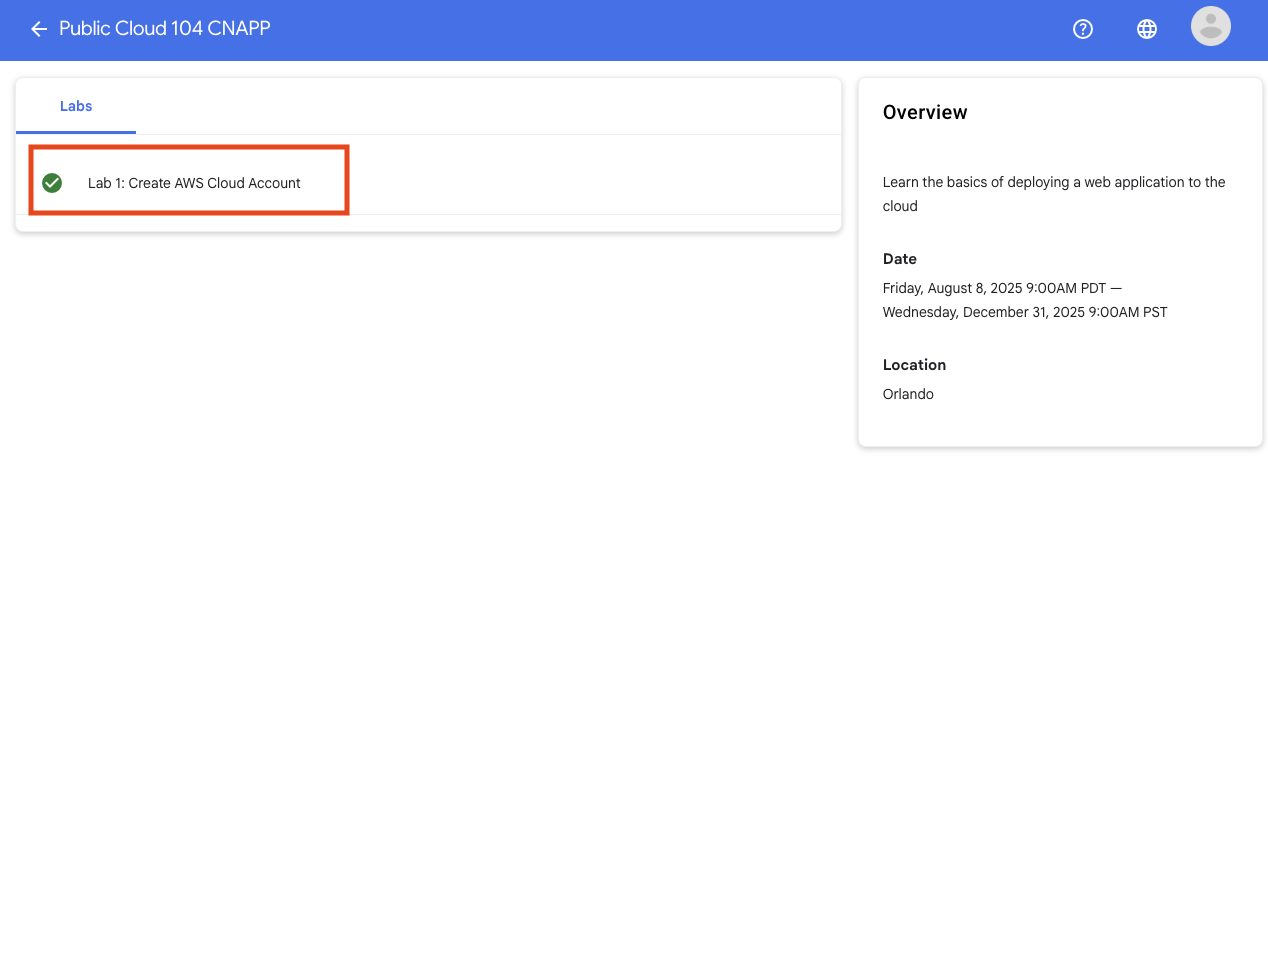 Public Cloud 104 CNAPP
Labs
Lab 1: Create AWS Cloud Account
Overview
Learn the basics of deploying a web application to the
cloud
Date
Friday, August 8, 2025 9:00AM PDT —
Wednesday, December 31, 2025 9:00AM PST
Location
Orlando